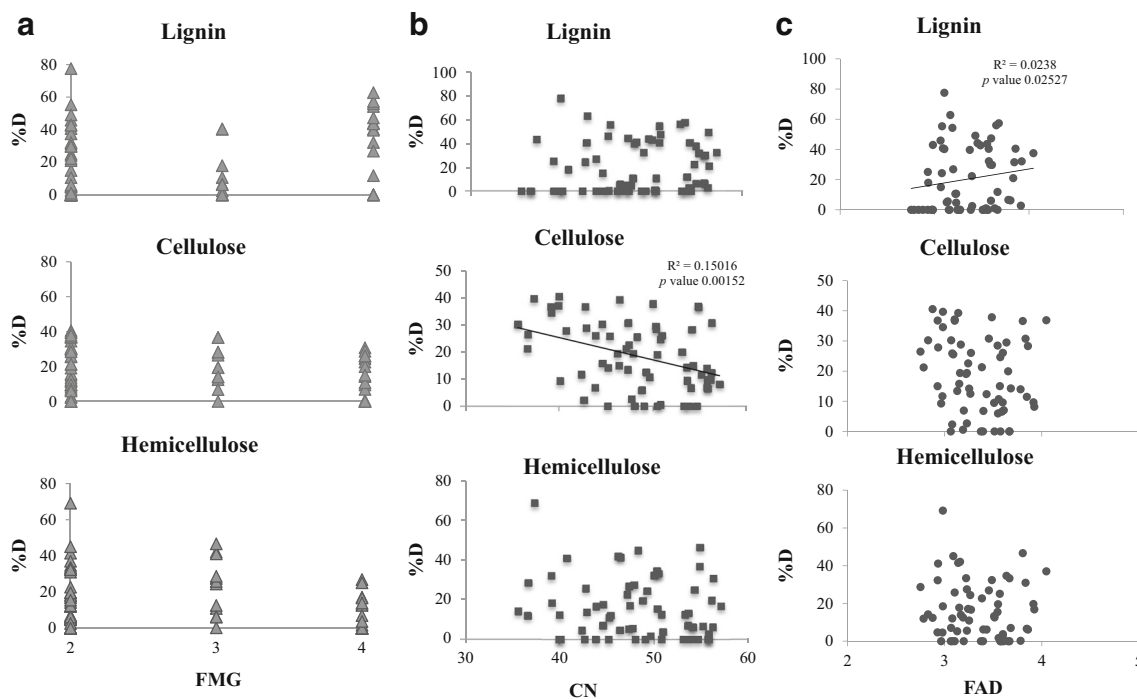 a
Lignin
%D
80
60
40
20
0
Cellulose
%D
80
60
40
20
0
Hemicellulose
%D
80
60
40
20
0
2
3
4
FMG
b
Lignin
%D
100
80
60
40
20
0
Cellulose
R² = 0.15016
p value 0.00152
%D
50
40
30
20
10
0
Hemicellulose
%D
80
60
40
20
0
30
40
50
60
CN
c
Lignin
R² = 0.0238
p value 0.02527
%D
100
80
60
40
20
0
Cellulose
%D
50
40
30
20
10
0
Hemicellulose
%D
80
60
40
20
0
2
3
4
5
FAD